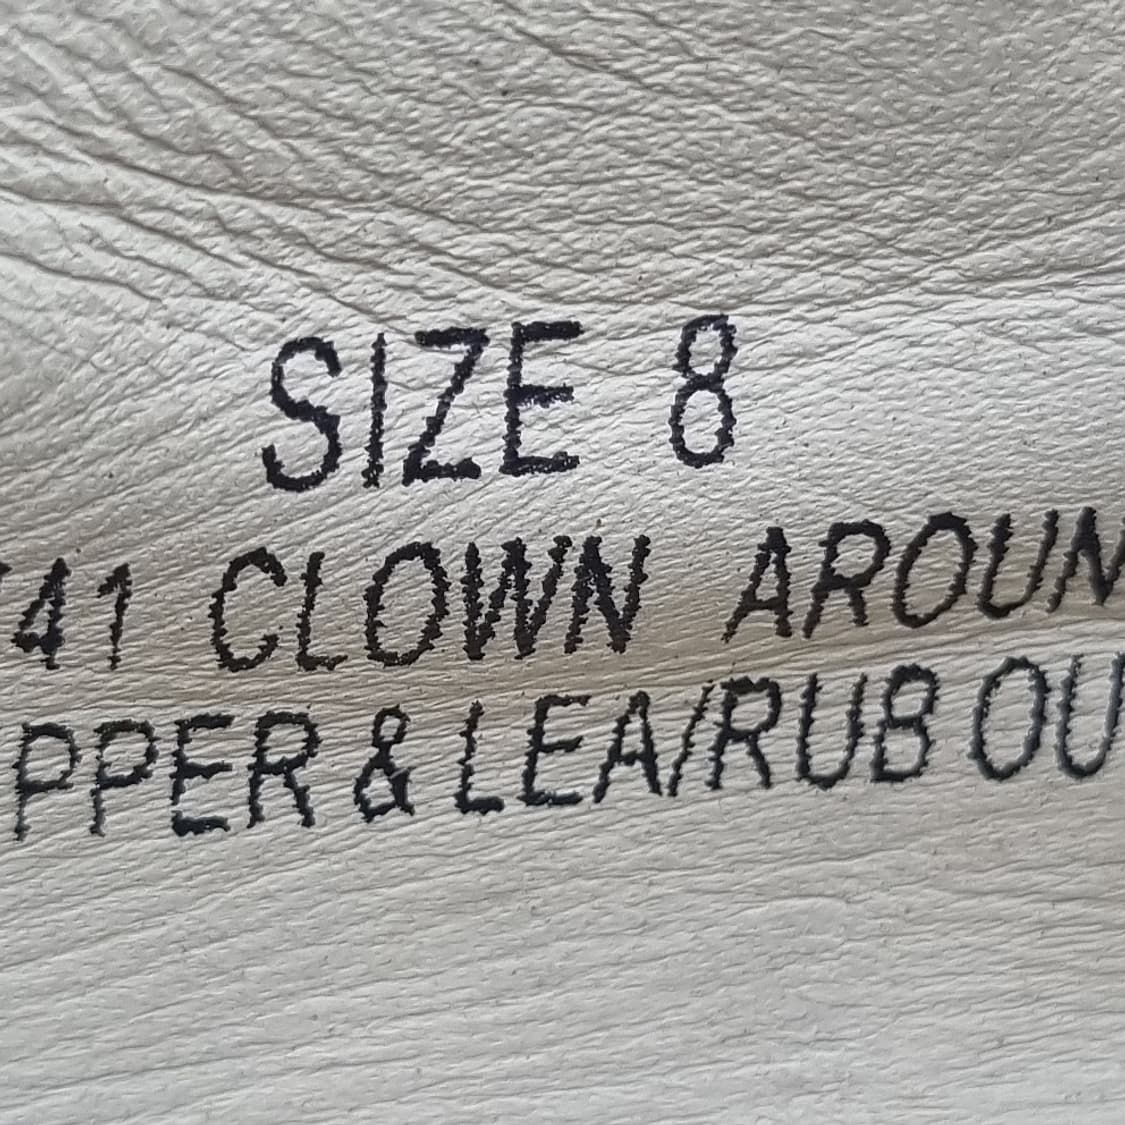 SIZE 8
41 CLOWN AROUN
PPER & LEA/RUB OU